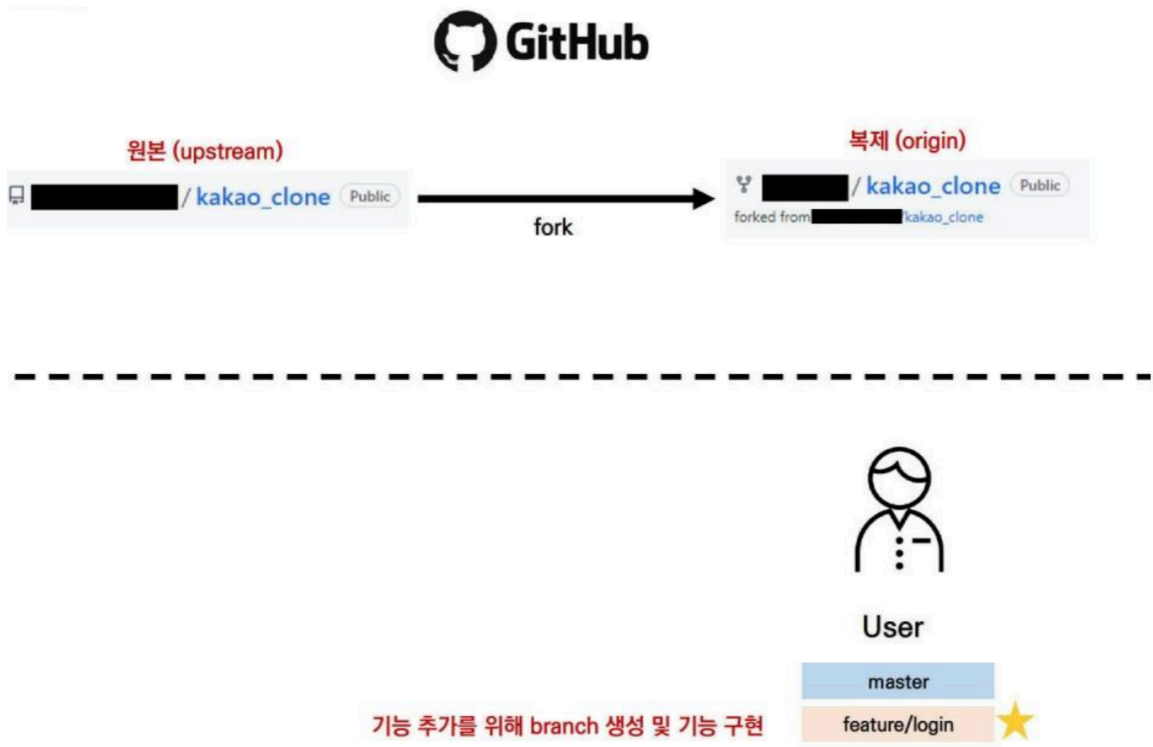 GitHub
원본 (upstream)
/ kakao_clone Public
fork
복제 (origin)
/ kakao_clone Public
forked from /kakao_clone
User
master
기능 추가를 위해 branch 생성 및 기능 구현
feature/login